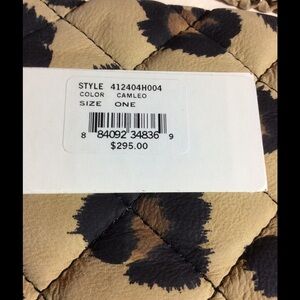 STYLE 412404H004
COLOR CAMLEO
SIZE ONE
8 84092 34836 9
$295.00